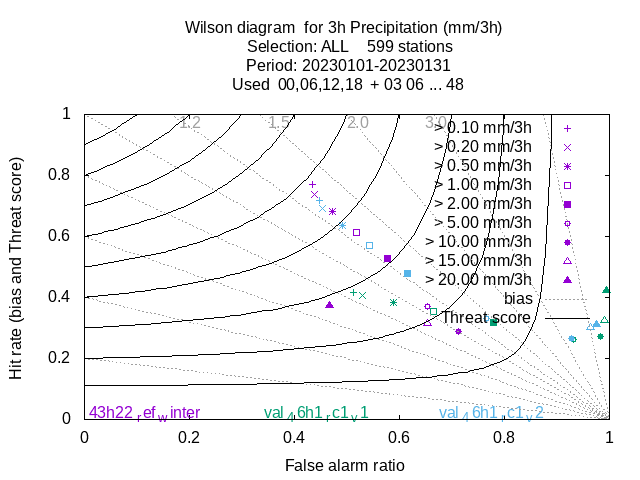 Wilson diagram  for 3h Precipitation (mm/3h)
Selection: ALL    599 stations
Period: 20230101-20230131
Used  00,06,12,18  + 03 06 ... 48
1.2 1.5 2.0 3.0
> 0.10 mm/3h
> 0.20 mm/3h
> 0.50 mm/3h
> 1.00 mm/3h
> 2.00 mm/3h
> 5.00 mm/3h
> 10.00 mm/3h
> 15.00 mm/3h
> 20.00 mm/3h
bias
Threat score
Hit rate (bias and Threat score)
1
0.8
0.6
0.4
0.2
0
43h22_ref_winter val_46h1_rc1_v1 val_46h1_rc1_v2
0 0.2 0.4 0.6 0.8 1
False alarm ratio